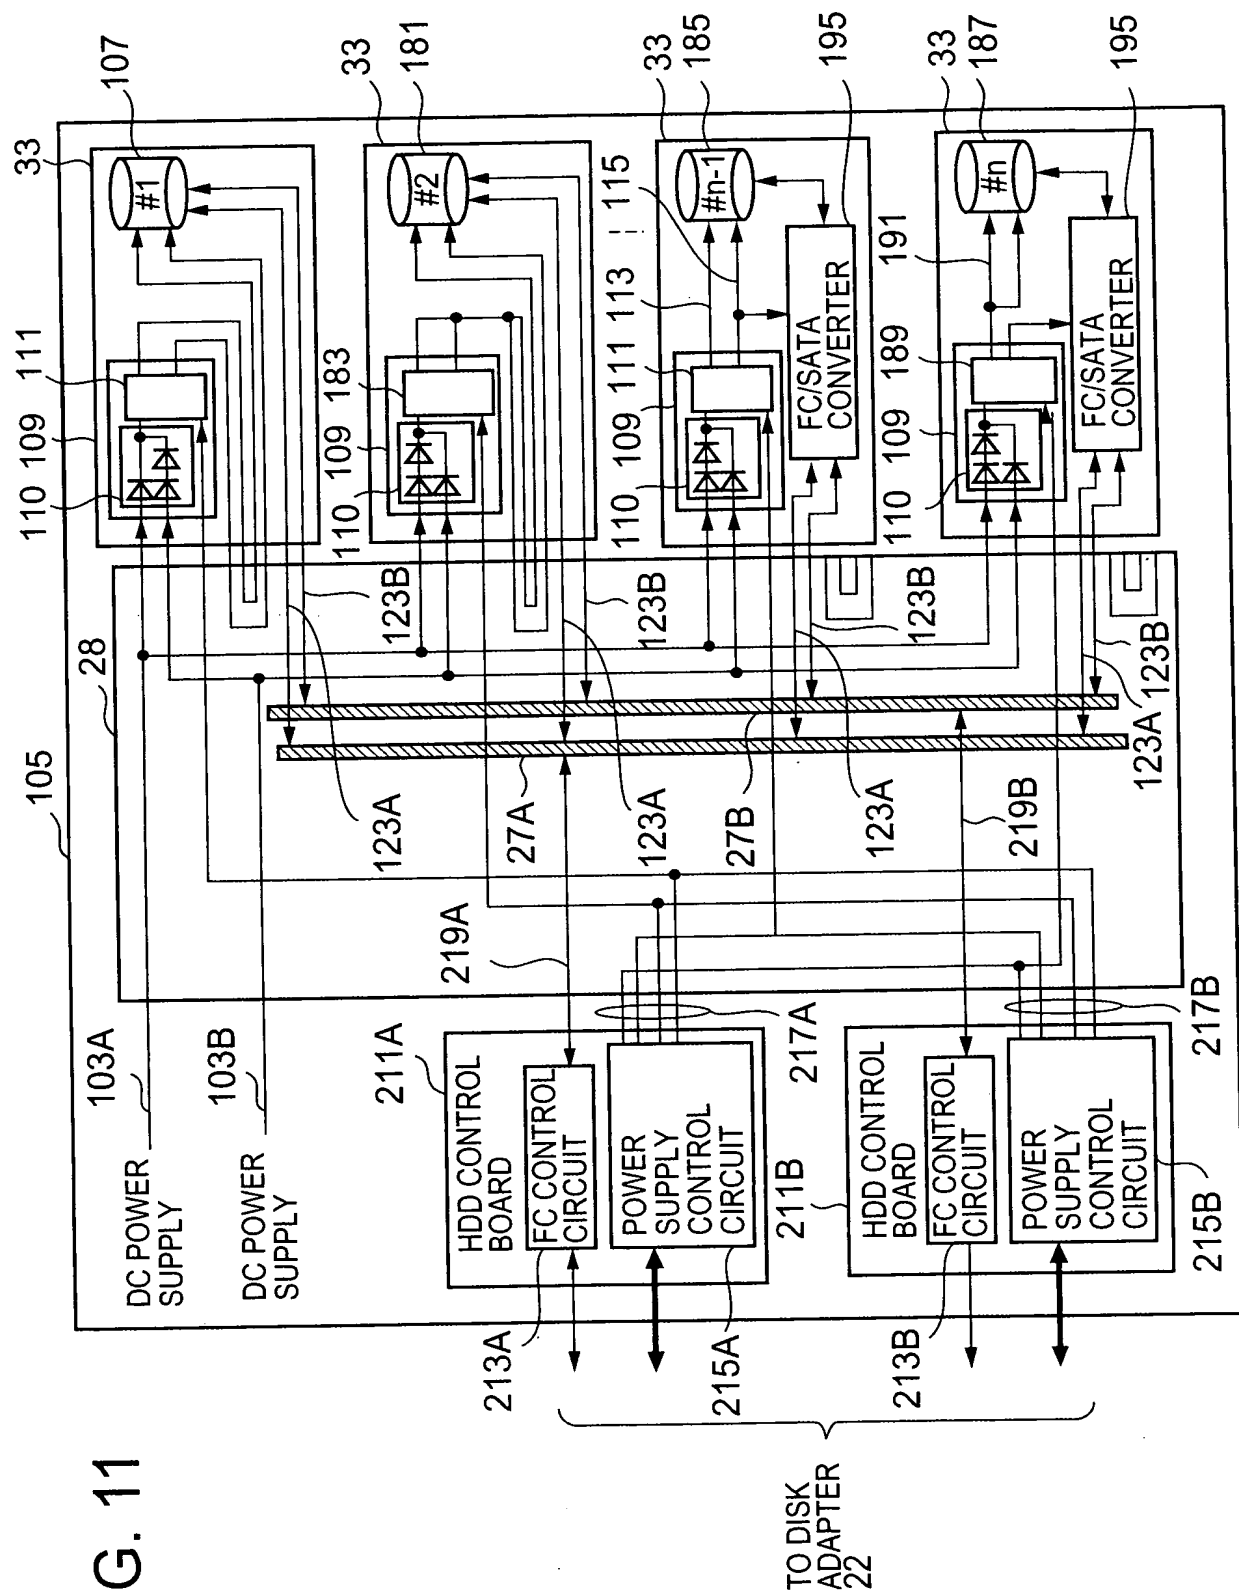 G. 11
105
28
110
109
111
33
107
#1
110
109
183
33
181
#2
110
109
111
113
115
33
185
#n-1
195
FC/SATA
CONVERTER
110
109
189
191
33
187
#n
195
FC/SATA
CONVERTER
103A
DC POWER
SUPPLY
103B
DC POWER
SUPPLY
123B
123B
123B
123B
123A
27A
123A
27B
123A
219B
123A
219A
211A
HDD CONTROL
BOARD
FC CONTROL
CIRCUIT
POWER
SUPPLY
CONTROL
CIRCUIT
217A
213A
215A
211B
HDD CONTROL
BOARD
FC CONTROL
CIRCUIT
POWER
SUPPLY
CONTROL
CIRCUIT
217B
213B
215B
TO DISK
ADAPTER
22